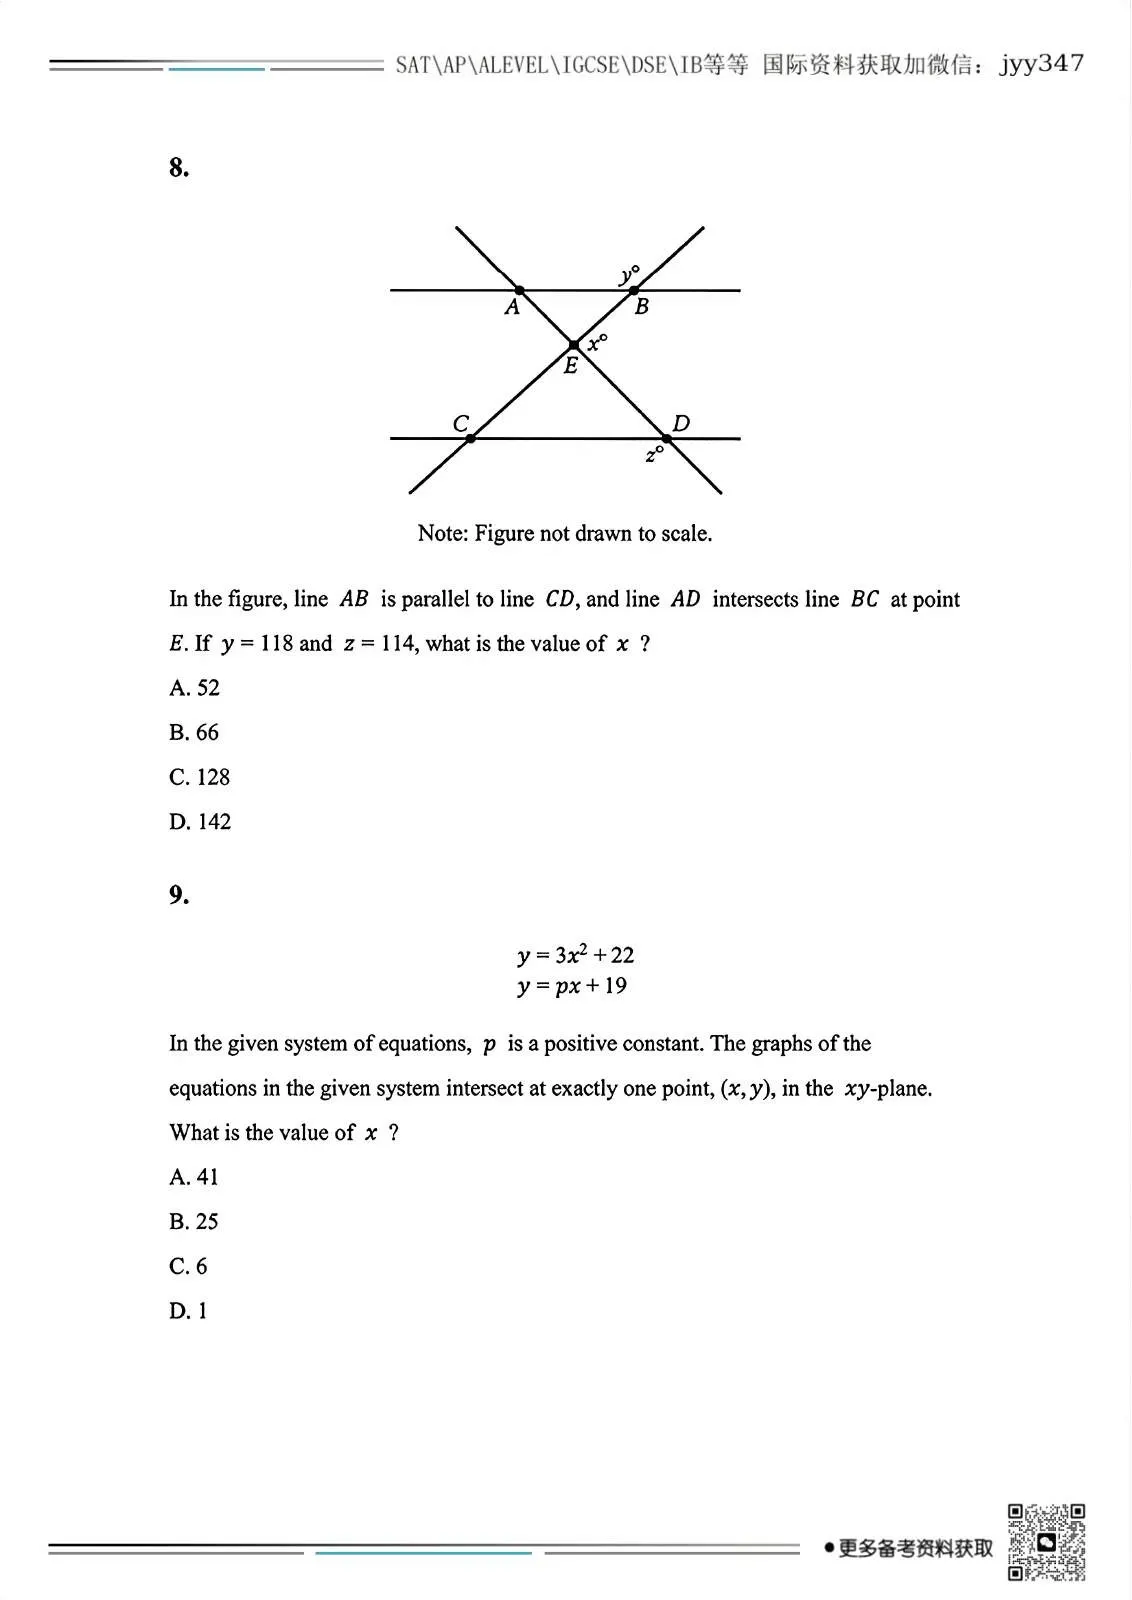 SAT\AP\ALEVEL\IGCSE\DSE\IB等等 国际资料获取加微信：jyy347
8.
y°
A
B
x°
E
C
D
z°
Note: Figure not drawn to scale.
In the figure, line AB is parallel to line CD, and line AD intersects line BC at point
E. If y = 118 and z = 114, what is the value of x ?
A. 52
B. 66
C. 128
D. 142
9.
y = 3x² + 22
y = px + 19
In the given system of equations, p is a positive constant. The graphs of the
equations in the given system intersect at exactly one point, (x, y), in the xy-plane.
What is the value of x ?
A. 41
B. 25
C. 6
D. 1
●更多备考资料获取